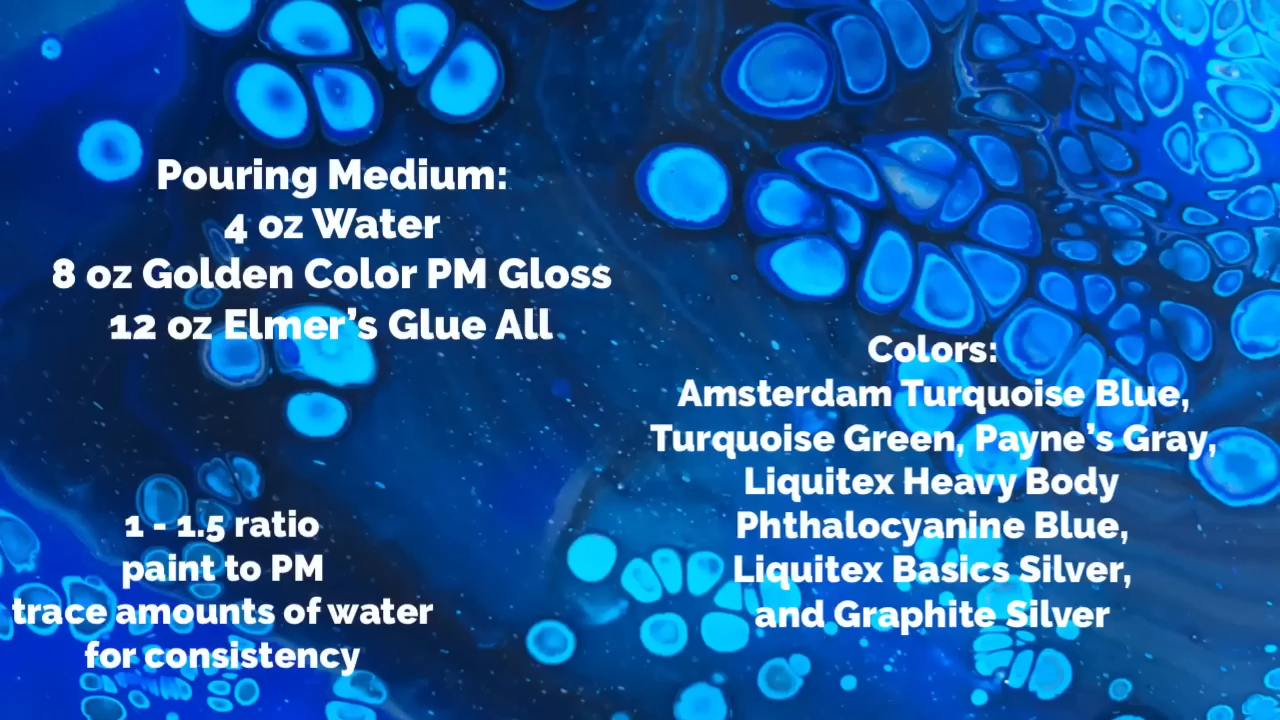 Pouring Medium:
4 oz Water
8 oz Golden Color PM Gloss
12 oz Elmer's Glue All
Colors:
Amsterdam Turquoise Blue,
Turquoise Green, Payne's Gray,
Liquitex Heavy Body
Phthalocyanine Blue,
Liquitex Basics Silver,
and Graphite Silver
1 - 1.5 ratio
paint to PM
trace amounts of water
for consistency